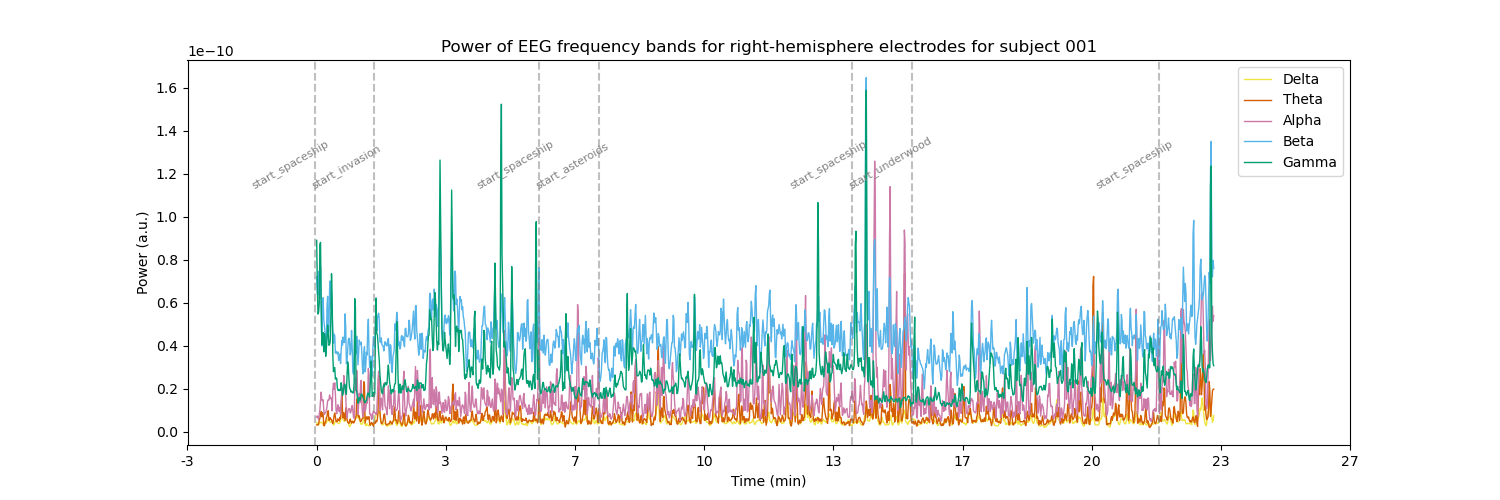 Power of EEG frequency bands for right-hemisphere electrodes for subject 001
1e−10
1.6
1.4
1.2
1.0
0.8
0.6
0.4
0.2
0.0
Power (a.u.)
start_spaceship
start_invasion
start_spaceship
start_asteroids
start_spaceship
start_underwood
start_spaceship
Delta
Theta
Alpha
Beta
Gamma
-3 0 3 7 10 13 17 20 23 27
Time (min)